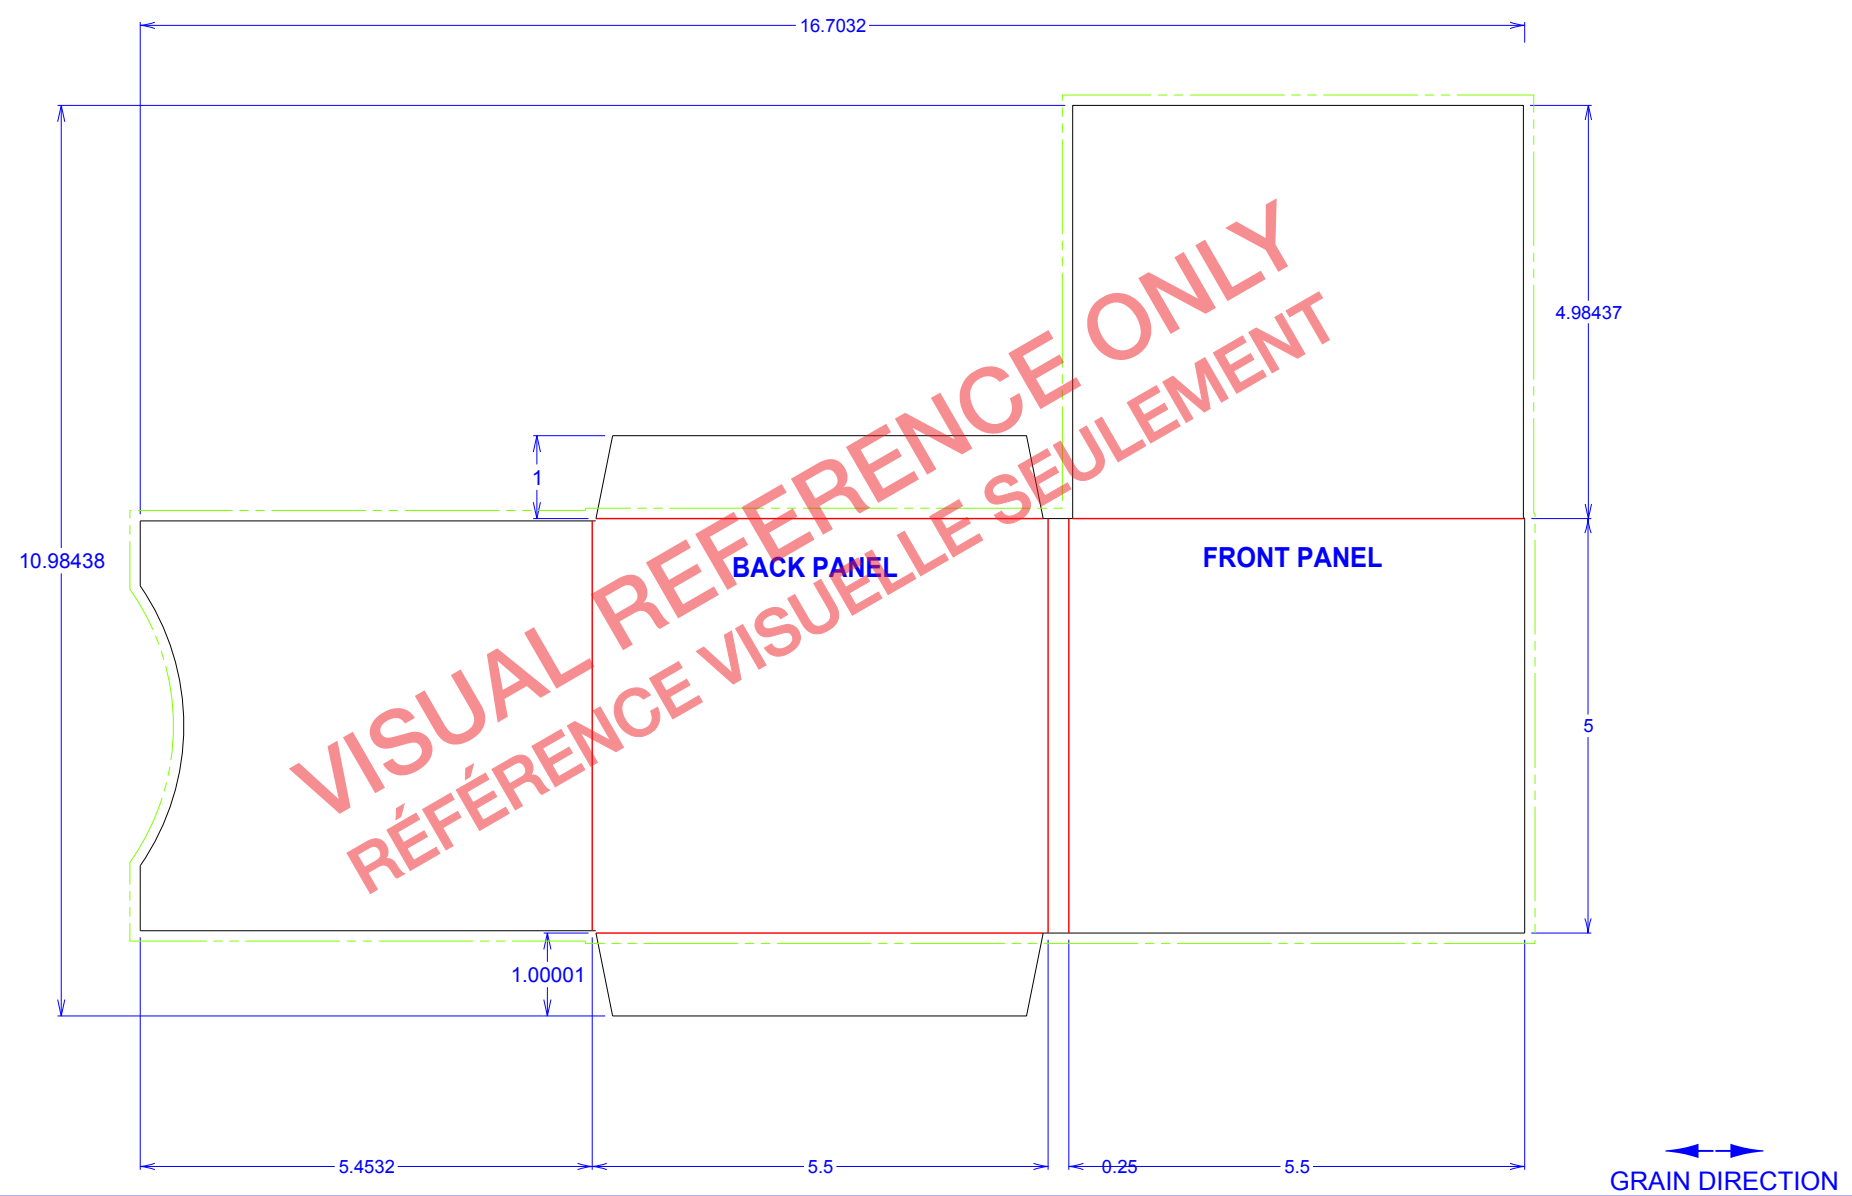 16.7032
4.98437
1
10.98438
BACK PANEL
FRONT PANEL
VISUAL REFERENCE ONLY
RÉFÉRENCE VISUELLE SEULEMENT
5
1.00001
5.4532
5.5
0.25
5.5
GRAIN DIRECTION